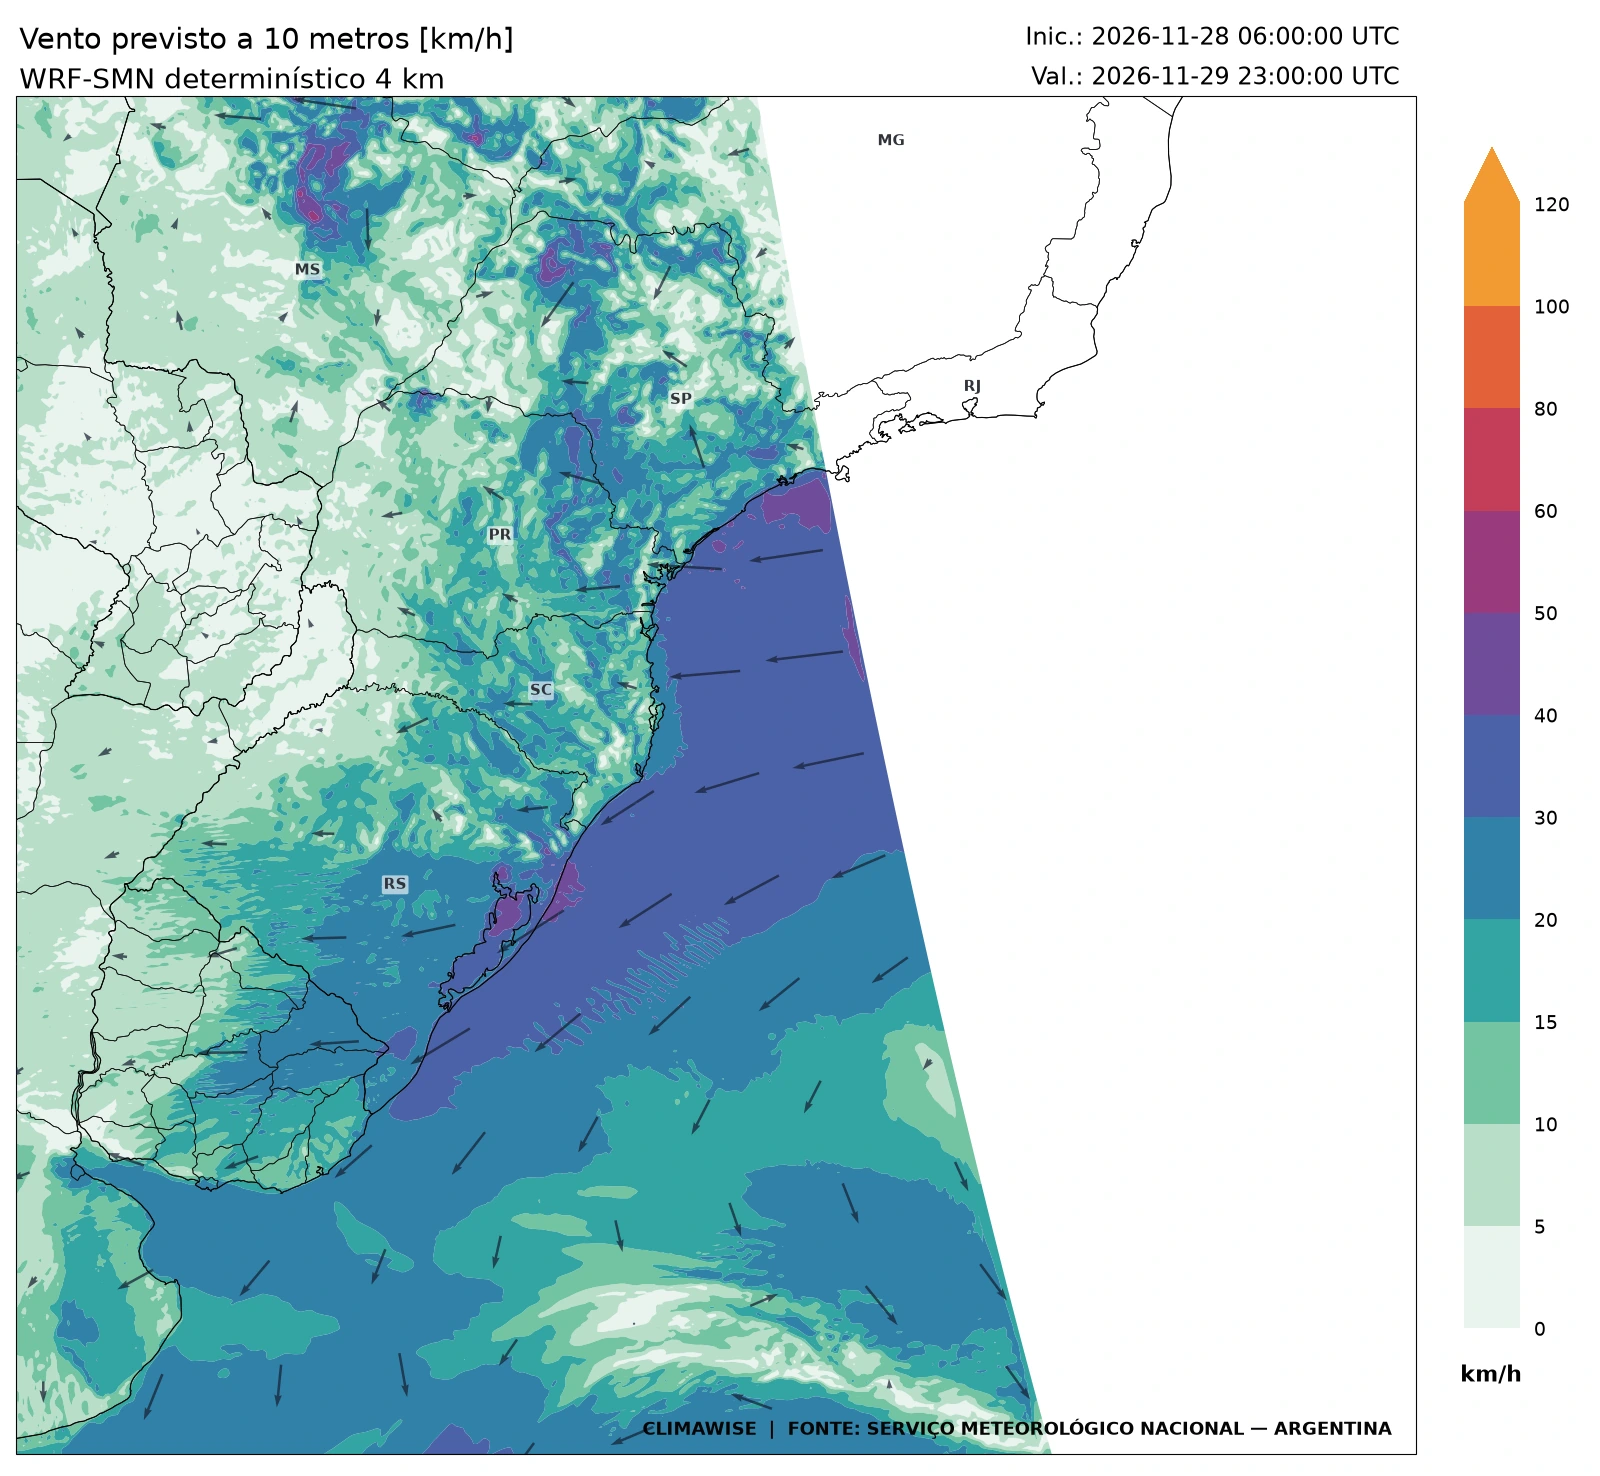 Vento previsto a 10 metros [km/h]
WRF-SMN determinístico 4 km
Inic.: 2026-11-28 06:00:00 UTC
Val.: 2026-11-29 23:00:00 UTC
MG
MS
RJ
SP
PR
SC
RS
120
100
80
60
50
40
30
20
15
10
5
0
km/h
CLIMAWISE | FONTE: SERVIÇO METEOROLÓGICO NACIONAL — ARGENTINA